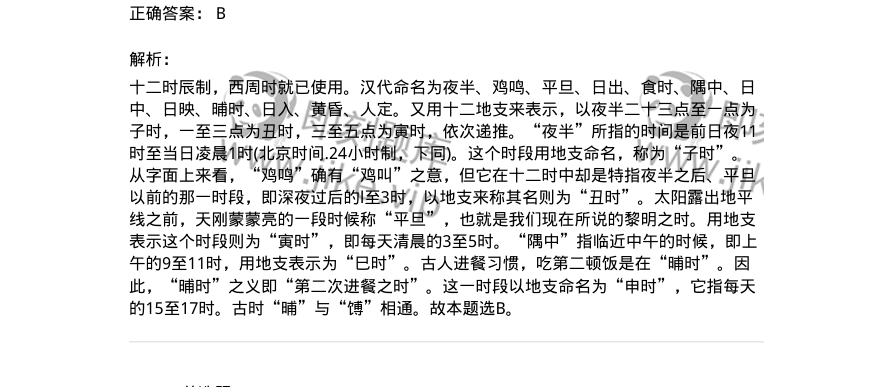 正确答案： B
解析：
十二时辰制，西周时就已使用。汉代命名为夜半、鸡鸣、平旦、日出、食时、隅中、日
中、日昳、晡时、日入、黄昏、人定。又用十二地支来表示，以夜半二十三点至一点为
子时，一至三点为丑时，三至五点为寅时，依次递推。“夜半”所指的时间是前日夜11
时至当日凌晨1时(北京时间.24小时制，下同)。这个时段用地支命名，称为“子时”。
从字面上来看，“鸡鸣”确有“鸡叫”之意，但它在十二时中却是特指夜半之后、平旦
以前的那一时段，即深夜过后的l至3时，以地支来称其名则为“丑时”。太阳露出地平
线之前，天刚蒙蒙亮的一段时候称“平旦”，也就是我们现在所说的黎明之时。用地支
表示这个时段则为“寅时”，即每天清晨的3至5时。“隅中”指临近中午的时候，即上
午的9至11时，用地支表示为“巳时”。古人进餐习惯，吃第二顿饭是在“晡时”。因
此，“晡时”之义即“第二次进餐之时”。这一时段以地支命名为“申时”，它指每天
的15至17时。古时“晡”与“餔”相通。故本题选B。
即刻题库
www.jike.vip